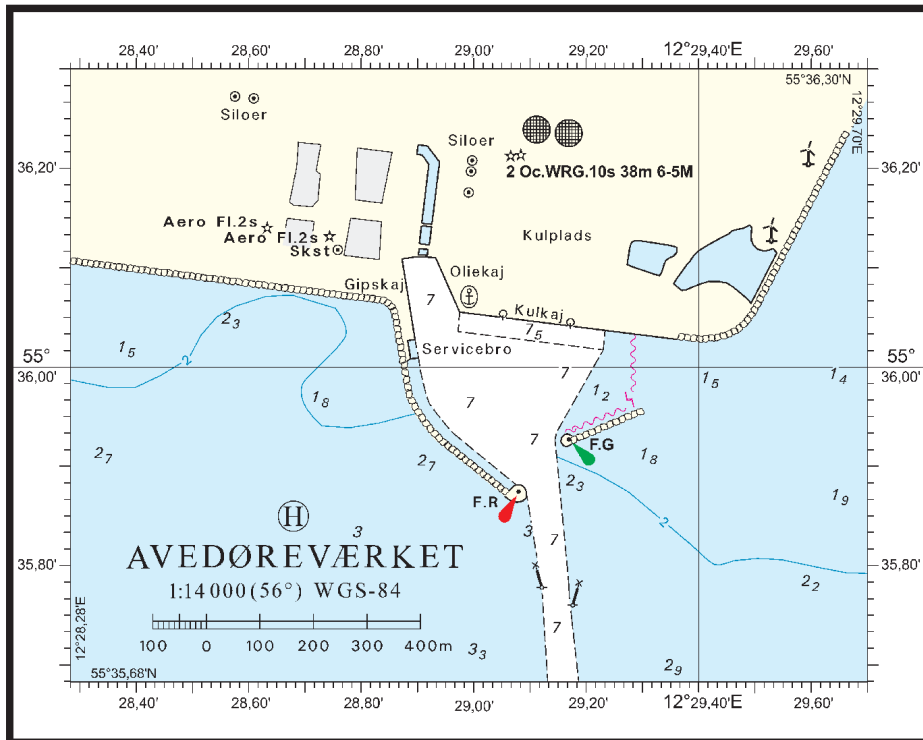 28,40' 28,60' 28,80' 29,00' 29,20' 12°29,40'E 29,60'
55°36,30'N
12°29,70'E
Siloer
Siloer
36,20' 36,20'
2 Oc.WRG.10s 38m 6-5M
Aero Fl.2s
Aero Fl.2s
Skst
Kulplads
Gipskaj
Oliekaj
7
Kulkaj
7₅
2₃
1₅
Servicebro
55° 55°
36,00' 36,00'
2
7
1₅
1₄
1₈
1₂
7
2₇
2₇
7
F.G
1₈
2₃
1₉
F.R
H
3
3
7
2
AVEDØREVÆRKET
1:14 000 (56°) WGS-84
35,80' 35,80'
2₂
12°28,28'E
100 0 100 200 300 400m
7
3₃
2₉
55°35,68'N
28,40' 28,60' 28,80' 29,00' 29,20' 12°29,40'E 29,60'